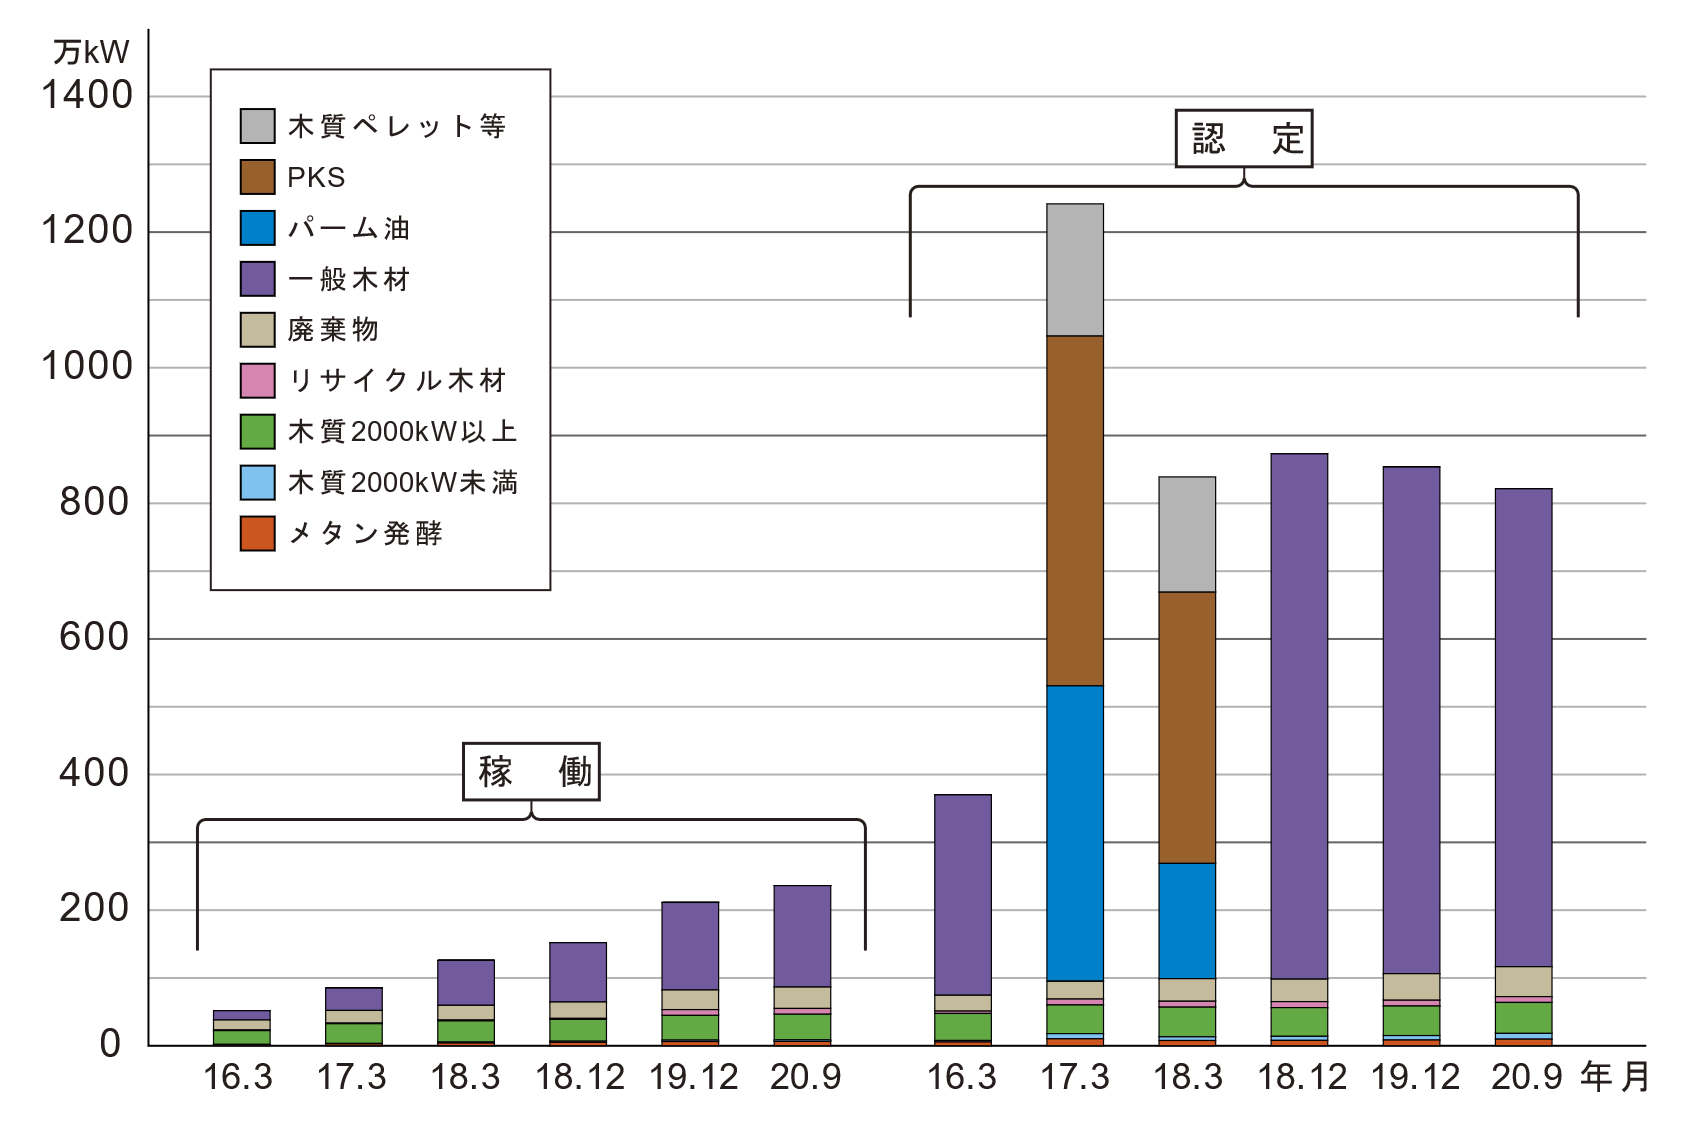 万kW
1400
1200
1000
800
600
400
200
0
木質ペレット等
PKS
パーム油
一般木材
廃棄物
リサイクル木材
木質2000kW以上
木質2000kW未満
メタン発酵
認　定
稼　働
16.3 17.3 18.3 18.12 19.12 20.9 16.3 17.3 18.3 18.12 19.12 20.9 年月